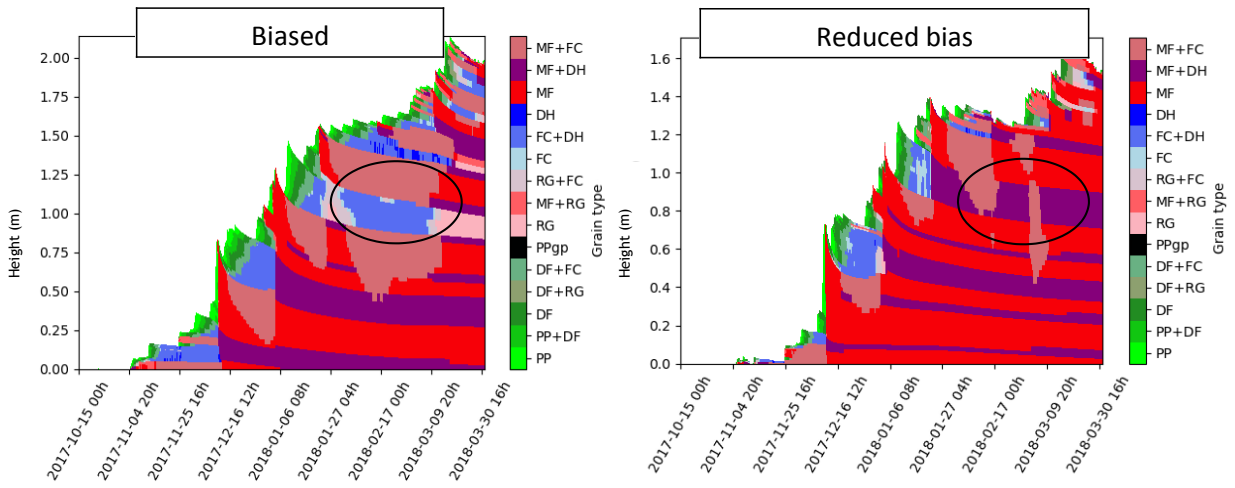 Biased
Height (m)
2.00
1.75
1.50
1.25
1.00
0.75
0.50
0.25
0.00
2017-10-15 00h
2017-11-04 20h
2017-11-25 16h
2017-12-16 12h
2018-01-06 08h
2018-01-27 04h
2018-02-17 00h
2018-03-09 20h
2018-03-30 16h
MF+FC
MF+DH
MF
DH
FC+DH
FC
RG+FC
MF+RG
RG
PPgp
DF+FC
DF+RG
DF
PP+DF
PP
Grain type
Reduced bias
Height (m)
1.6
1.4
1.2
1.0
0.8
0.6
0.4
0.2
0.0
2017-10-15 00h
2017-11-04 20h
2017-11-25 16h
2017-12-16 12h
2018-01-06 08h
2018-01-27 04h
2018-02-17 00h
2018-03-09 20h
2018-03-30 16h
MF+FC
MF+DH
MF
DH
FC+DH
FC
RG+FC
MF+RG
RG
PPgp
DF+FC
DF+RG
DF
PP+DF
PP
Grain type